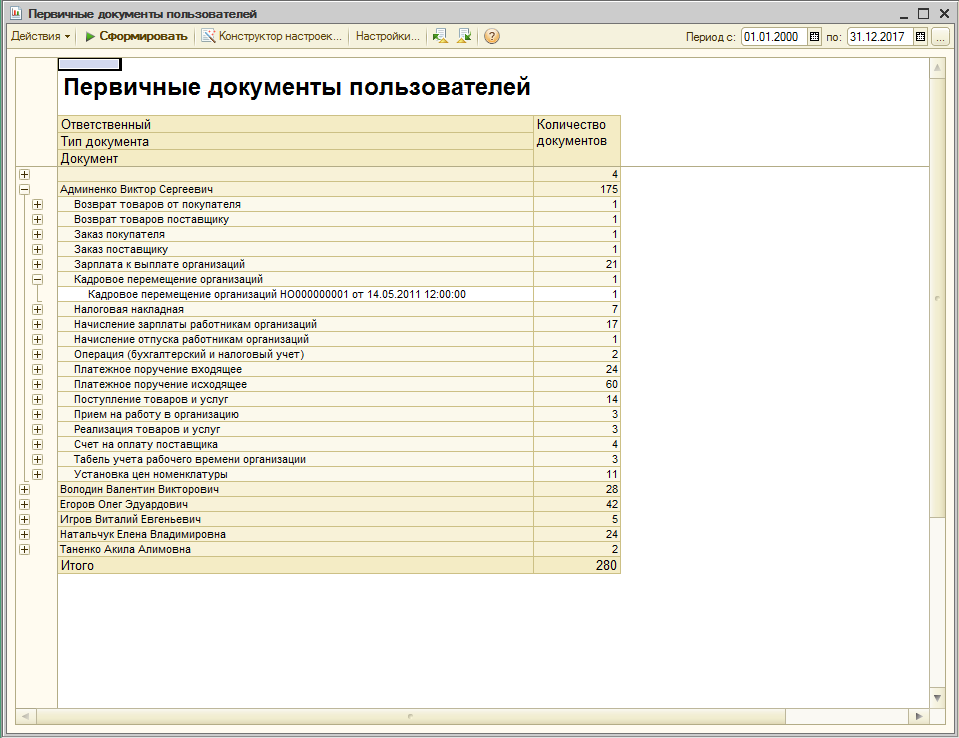 Первичные документы пользователей
Действия Сформировать Конструктор настроек... Настройки... ? Период с: 01.01.2000 по: 31.12.2017 ...
Первичные документы пользователей
Ответственный Количество документов
Тип документа
Документ
4
Админенко Виктор Сергеевич 175
Возврат товаров от покупателя 1
Возврат товаров поставщику 1
Заказ покупателя 1
Заказ поставщику 1
Зарплата к выплате организаций 21
Кадровое перемещение организаций 1
Кадровое перемещение организаций НО000000001 от 14.05.2011 12:00:00 1
Налоговая накладная 7
Начисление зарплаты работникам организаций 17
Начисление отпуска работникам организаций 1
Операция (бухгалтерский и налоговый учет) 2
Платежное поручение входящее 24
Платежное поручение исходящее 60
Поступление товаров и услуг 14
Прием на работу в организацию 3
Реализация товаров и услуг 3
Счет на оплату поставщика 4
Табель учета рабочего времени организации 3
Установка цен номенклатуры 11
Володин Валентин Викторович 28
Егоров Олег Эдуардович 42
Игров Виталий Евгеньевич 5
Натальчук Елена Владимировна 24
Таненко Акила Алимовна 2
Итого 280